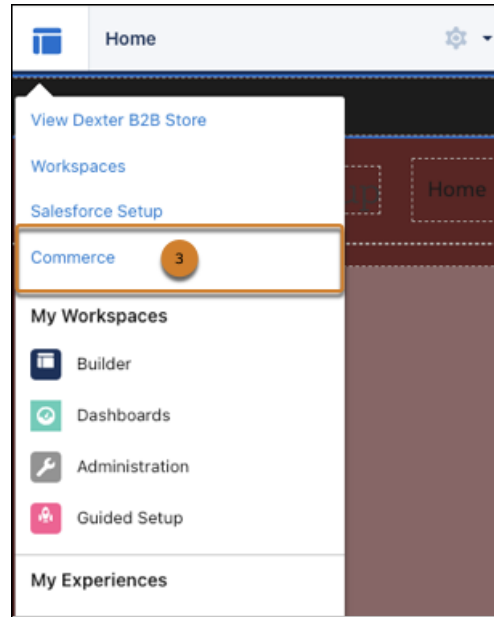 Home
View Dexter B2B Store
Workspaces
Salesforce Setup
Home
Commerce 3
My Workspaces
Builder
Dashboards
Administration
Guided Setup
My Experiences